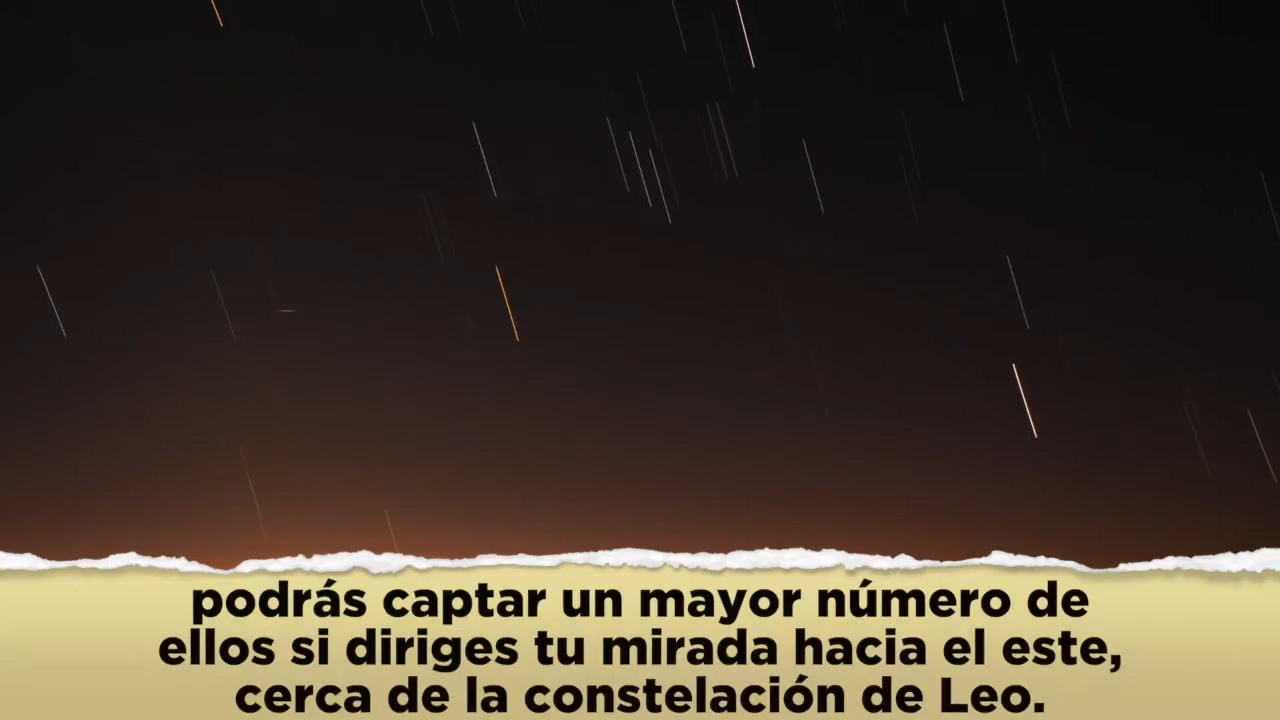 podrás captar un mayor número de
ellos si diriges tu mirada hacia el este,
cerca de la constelación de Leo.